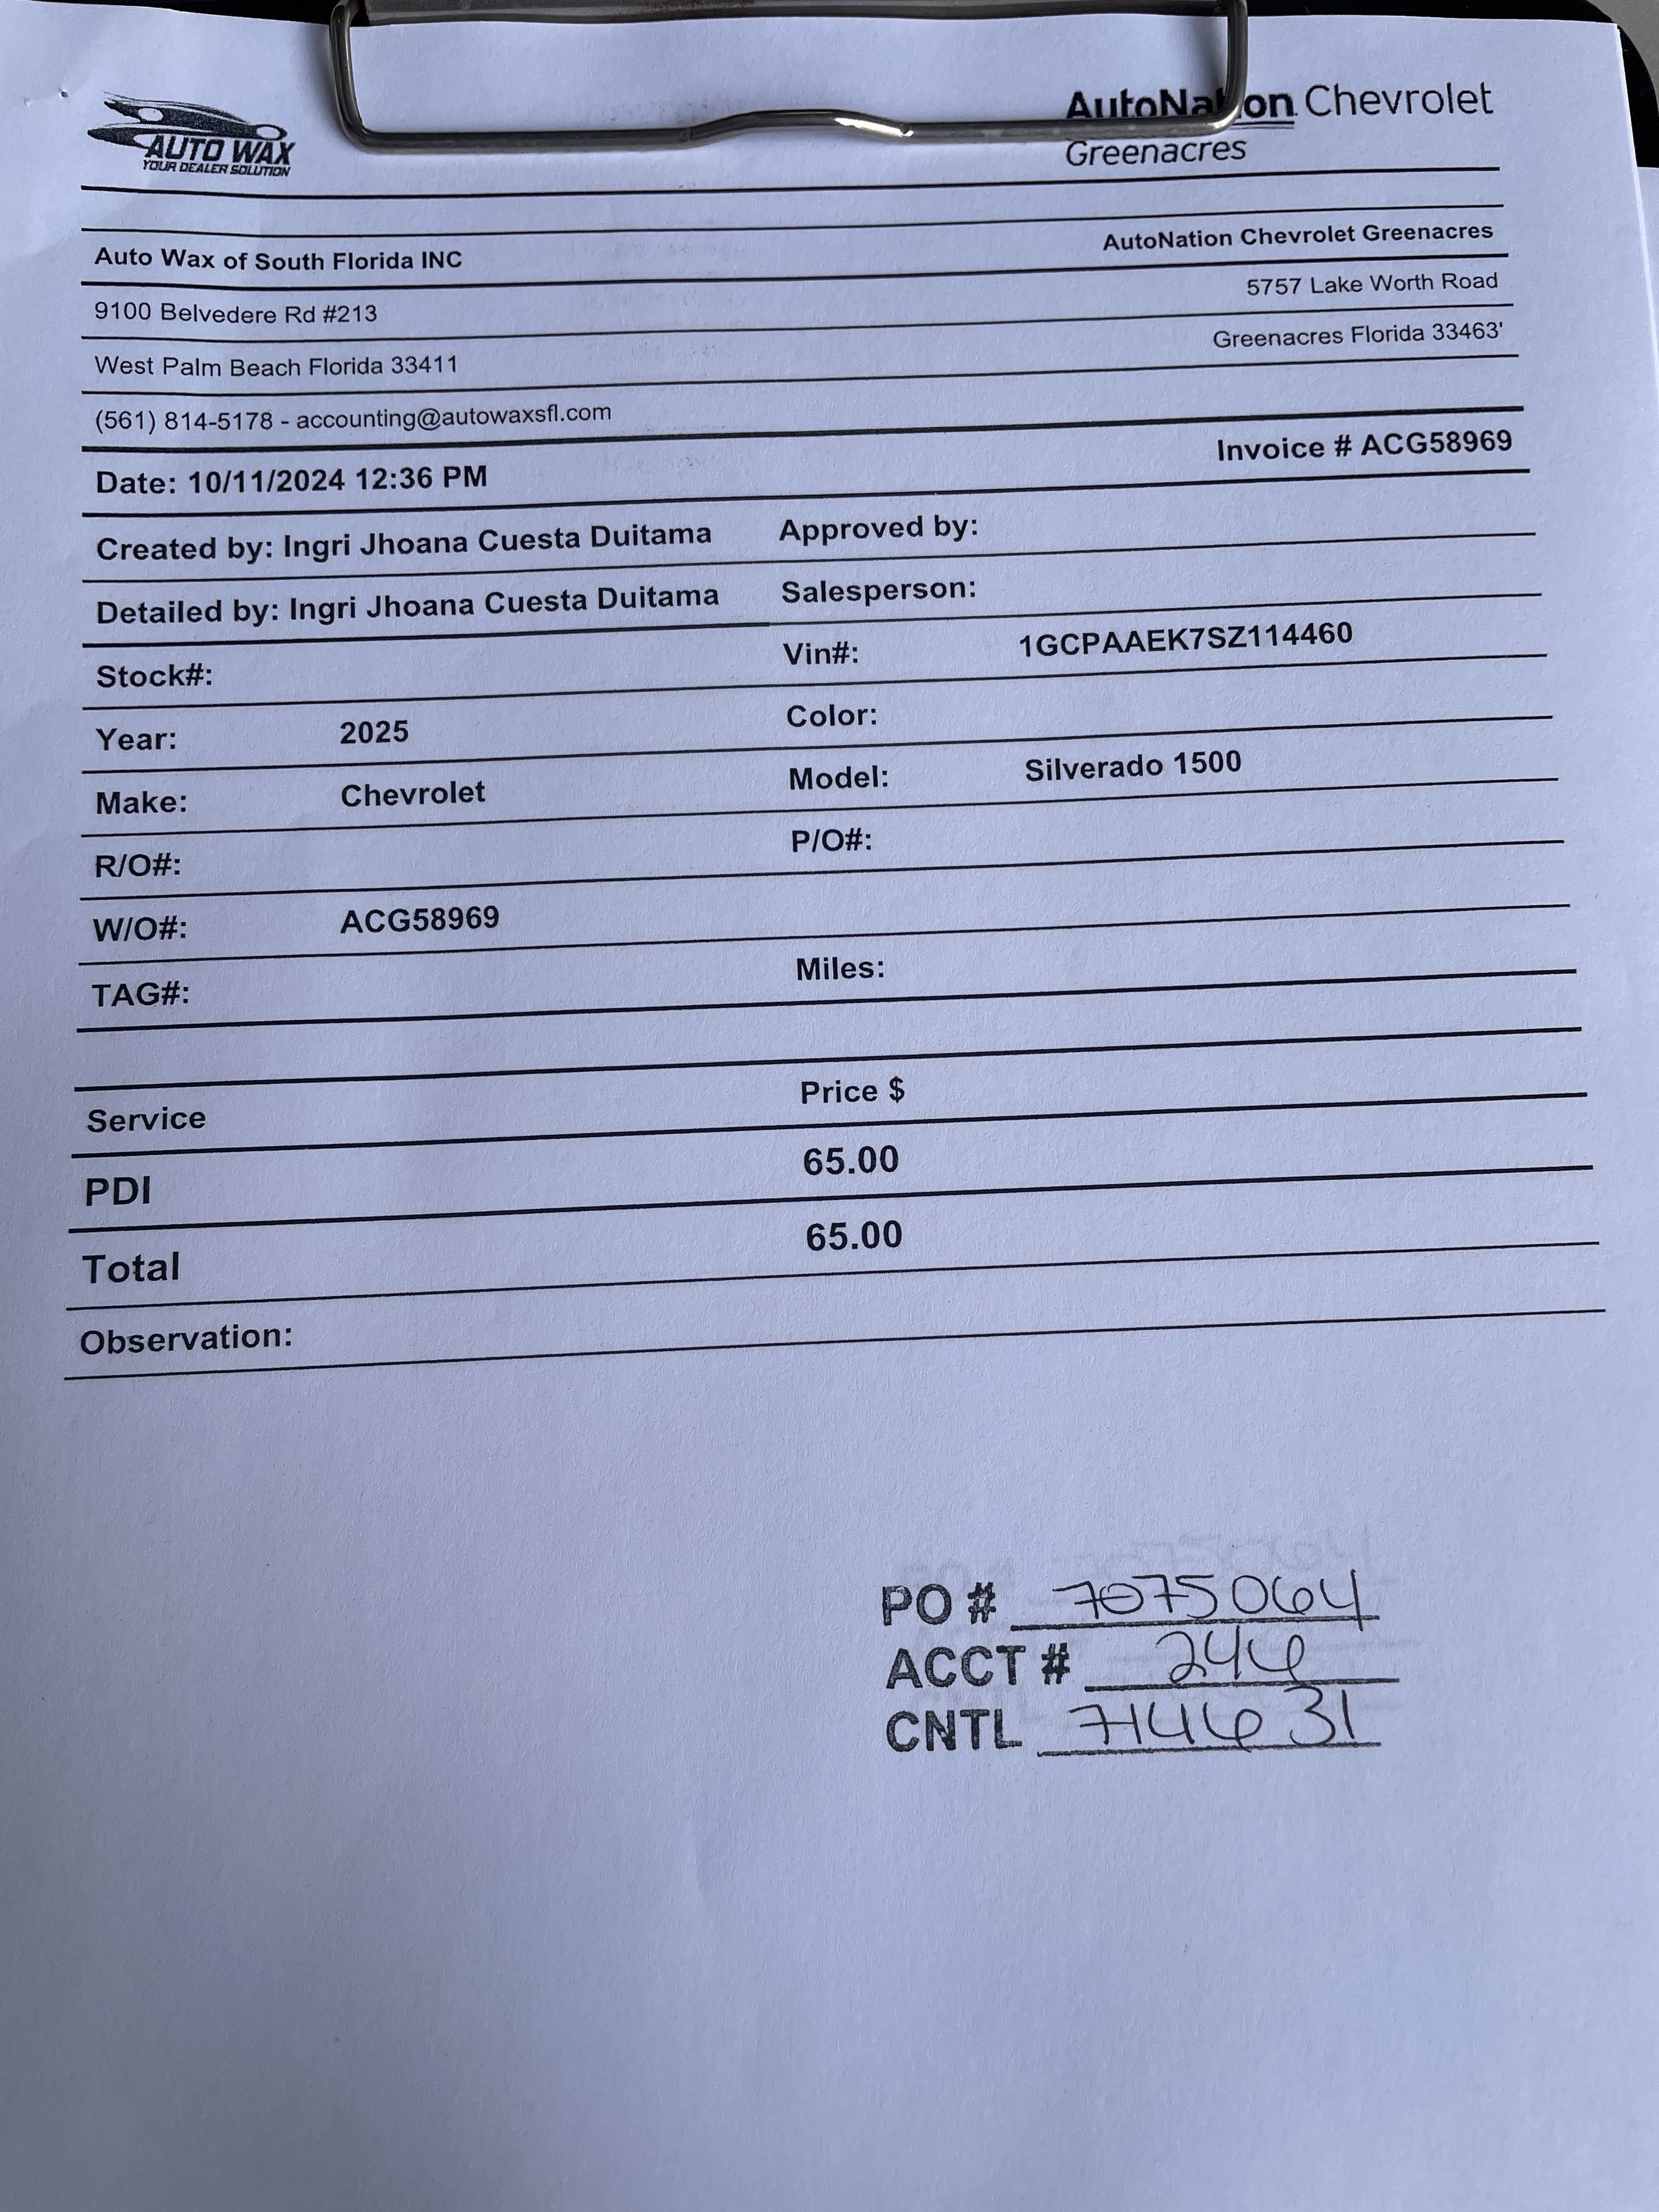 AUTO WAX
YOUR DEALER SOLUTION
AutoNation Chevrolet
Greenacres
Auto Wax of South Florida INC
AutoNation Chevrolet Greenacres
9100 Belvedere Rd #213
5757 Lake Worth Road
West Palm Beach Florida 33411
Greenacres Florida 33463'
(561) 814-5178 - accounting@autowaxsfl.com
Date: 10/11/2024 12:36 PM
Invoice # ACG58969
Created by: Ingri Jhoana Cuesta Duitama Approved by:
Detailed by: Ingri Jhoana Cuesta Duitama Salesperson:
Stock#: Vin#: 1GCPAAEK7SZ114460
Year: 2025 Color:
Make: Chevrolet Model: Silverado 1500
R/O#: P/O#:
W/O#: ACG58969
TAG#: Miles:
Service Price $
PDI 65.00
Total 65.00
Observation:
PO # 7075064
ACCT # 246
CNTL 714631